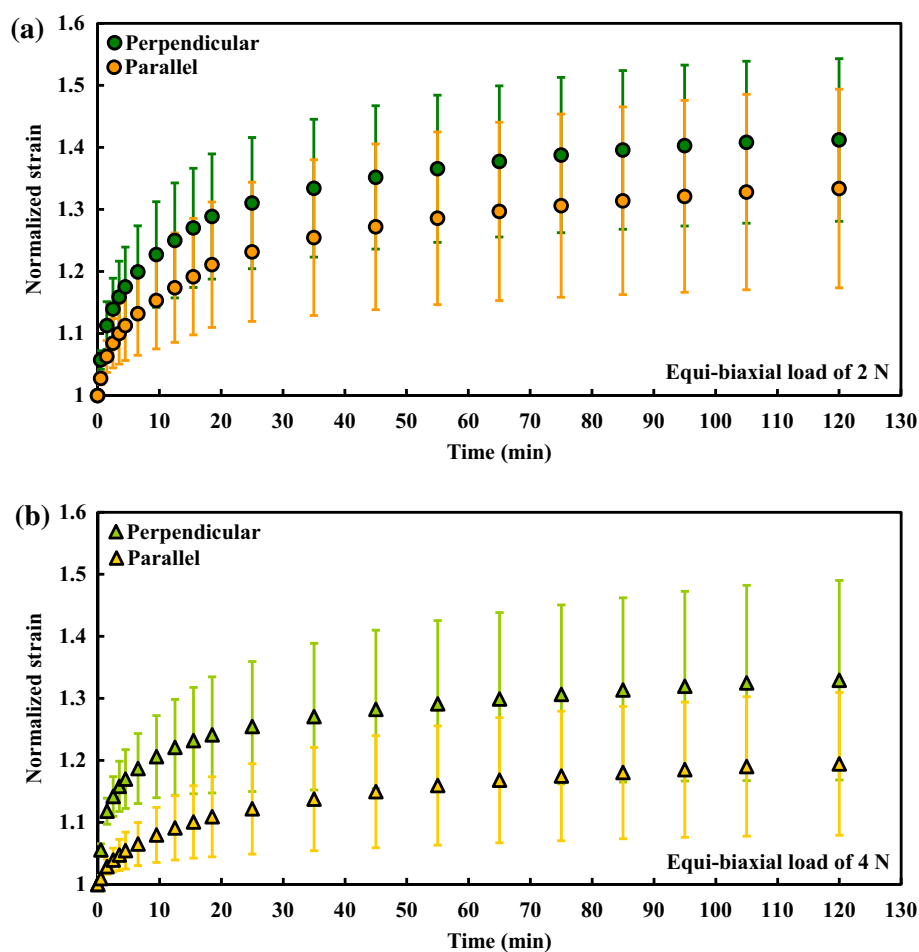 (a)
1.6
1.5
1.4
1.3
1.2
1.1
1
Normalized strain
Perpendicular
Parallel
Equi-biaxial load of 2 N
0 10 20 30 40 50 60 70 80 90 100 110 120 130
Time (min)
(b)
1.6
1.5
1.4
1.3
1.2
1.1
1
Normalized strain
Perpendicular
Parallel
Equi-biaxial load of 4 N
0 10 20 30 40 50 60 70 80 90 100 110 120 130
Time (min)